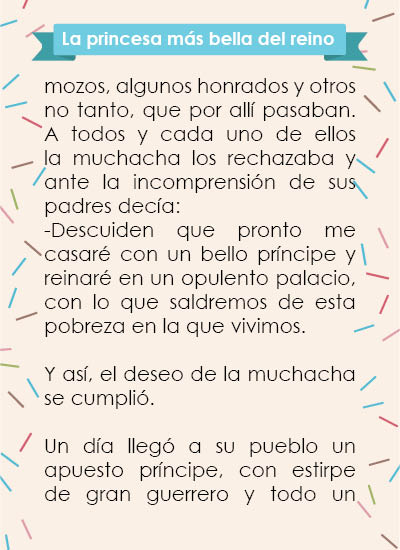 La princesa más bella del reino
mozos, algunos honrados y otros
no tanto, que por allí pasaban.
A todos y cada uno de ellos
la muchacha los rechazaba y
ante la incomprensión de sus
padres decía:
-Descuiden que pronto me
casaré con un bello príncipe y
reinaré en un opulento palacio,
con lo que saldremos de esta
pobreza en la que vivimos.
Y así, el deseo de la muchacha
se cumplió.
Un día llegó a su pueblo un
apuesto príncipe, con estirpe
de gran guerrero y todo un